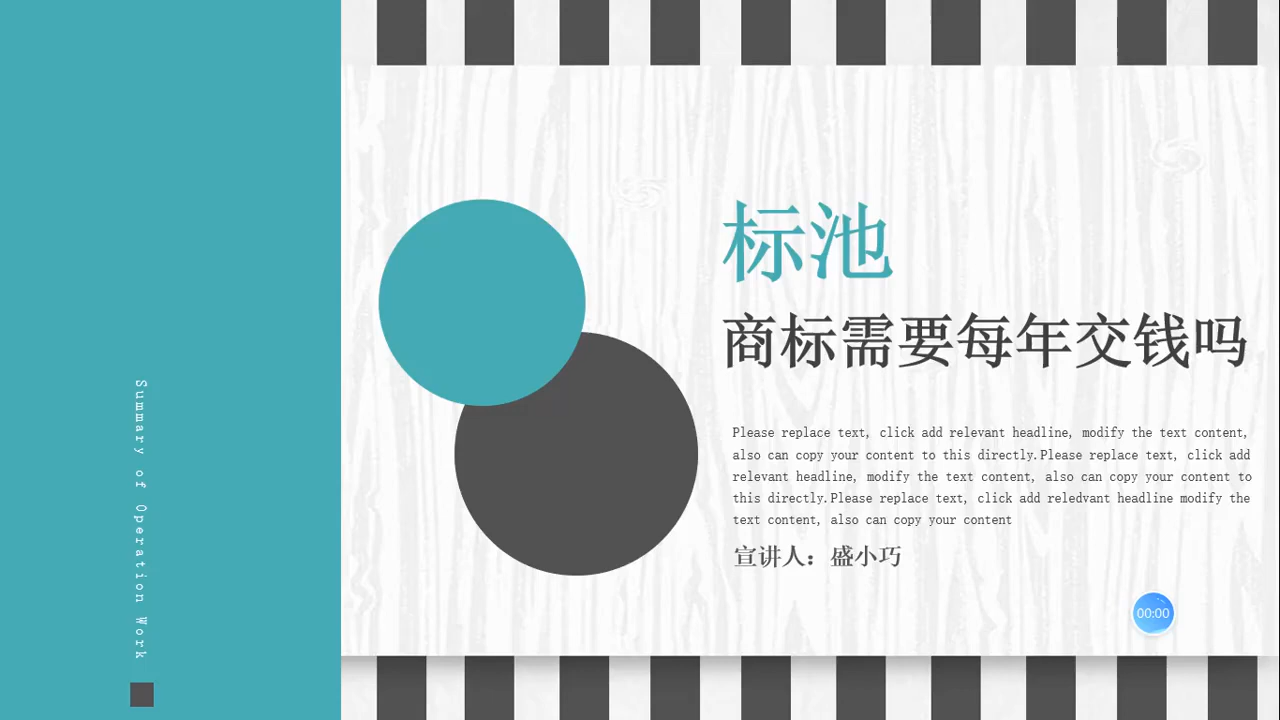 标池
商标需要每年交钱吗
Please replace text, click add relevant headline, modify the text content,
also can copy your content to this directly.Please replace text, click add
relevant headline, modify the text content, also can copy your content to
this directly.Please replace text, click add reledvant headline modify the
text content, also can copy your content
宣讲人：盛小巧
00:00
Summary of Operation Work